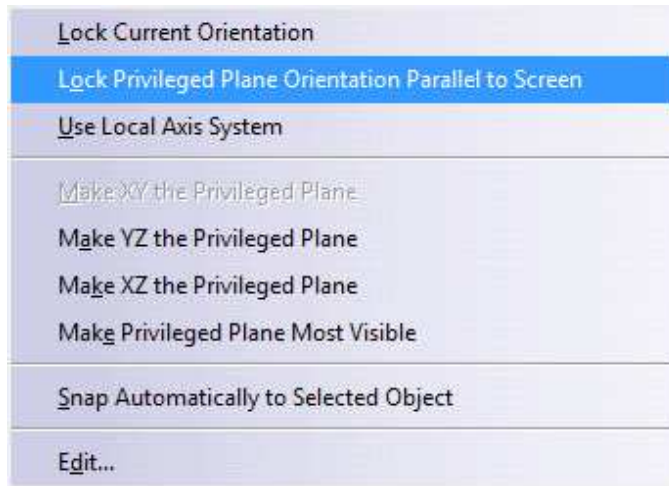 Lock Current Orientation
Lock Privileged Plane Orientation Parallel to Screen
Use Local Axis System
Make XY the Privileged Plane
Make YZ the Privileged Plane
Make XZ the Privileged Plane
Make Privileged Plane Most Visible
Snap Automatically to Selected Object
Edit...